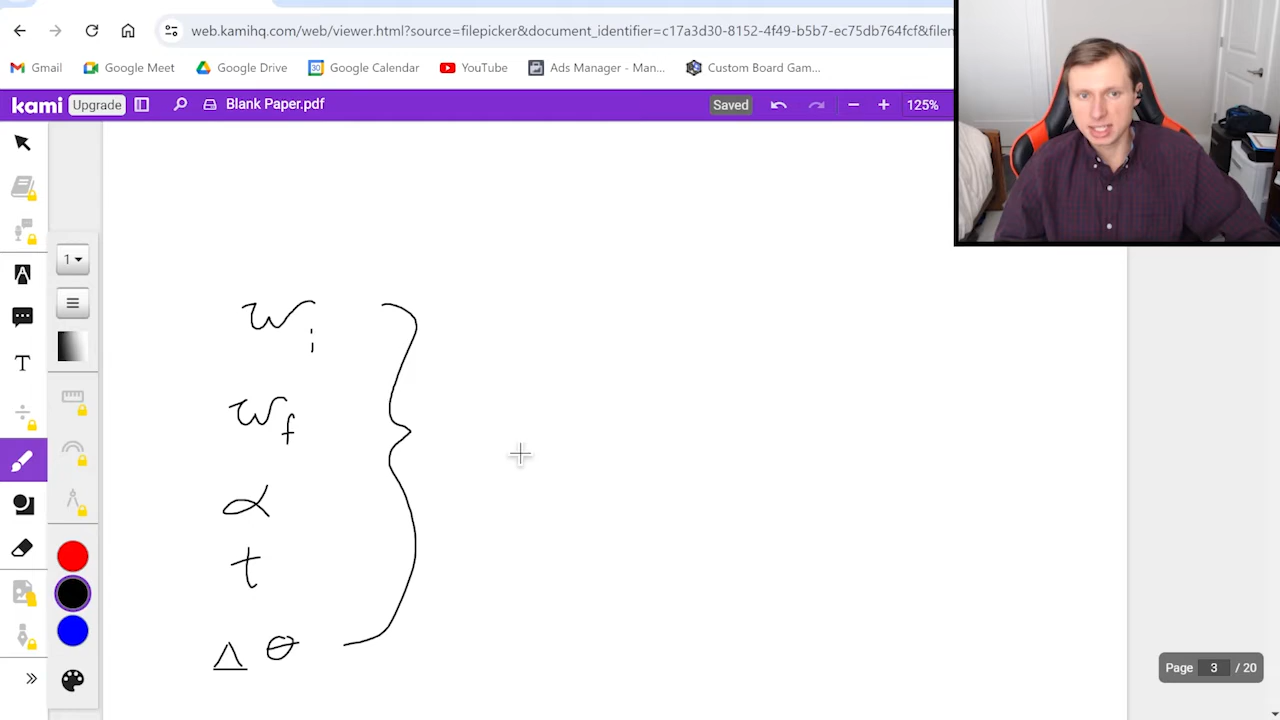 web.kamihq.com/web/viewer.html?source=filepicker&document_identifier=c17a3d30-8152-4f49-b5b7-ec75db764fcf&filen
Gmail Google Meet Google Drive 30 Google Calendar YouTube Ads Manager - Man... Custom Board Gam...
kami Upgrade Blank Paper.pdf Saved 125%
A
T
1
ωi
ωf
α
t
Δ θ
Page 3 / 20